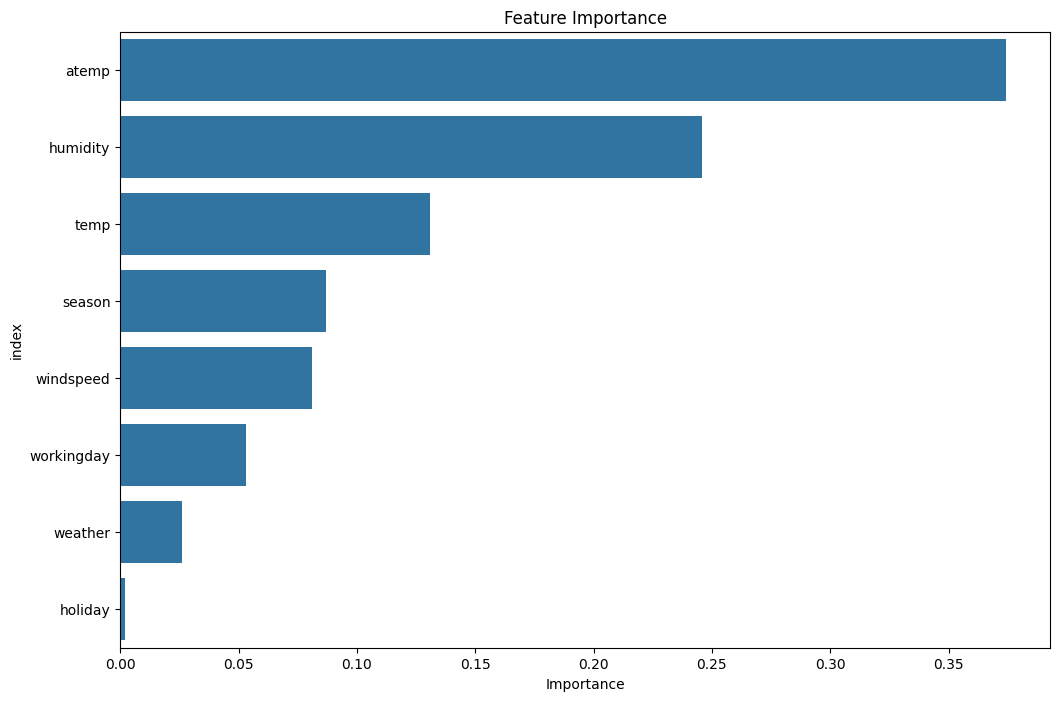 Feature Importance
atemp
humidity
temp
season
windspeed
workingday
weather
holiday
index
0.00 0.05 0.10 0.15 0.20 0.25 0.30 0.35
Importance